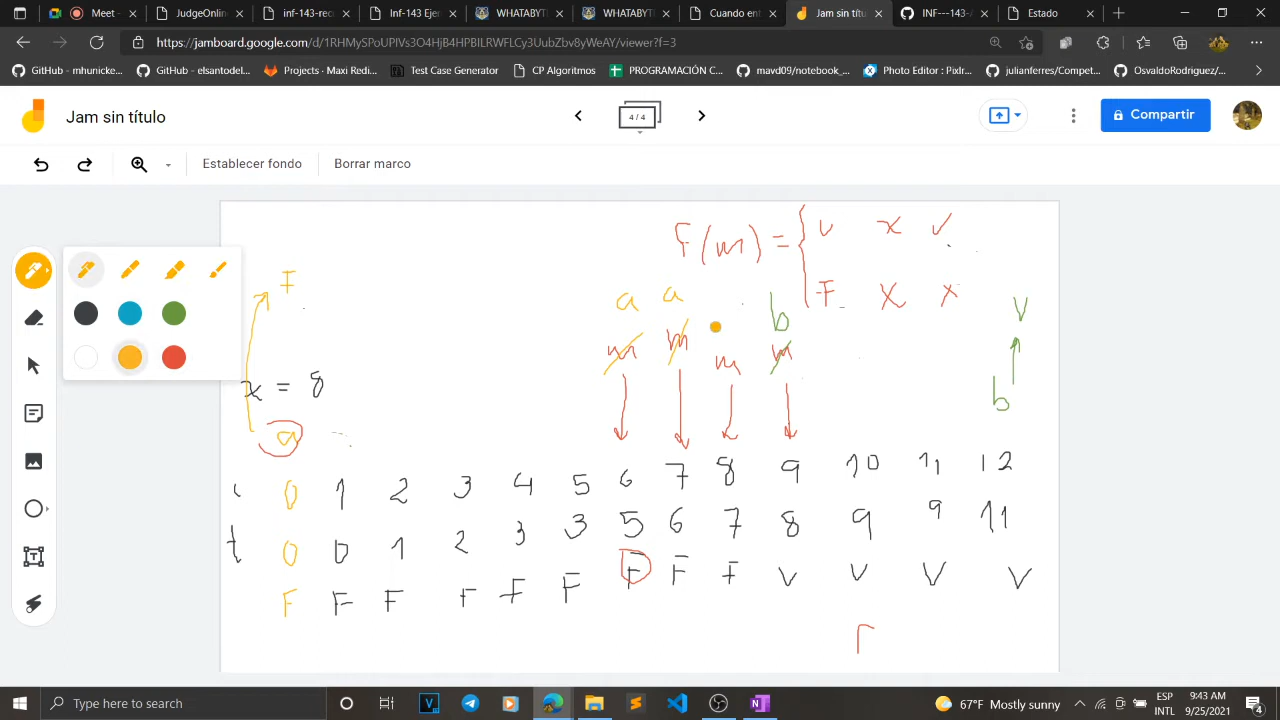 Meet
JudgeOnlin
inf-143-reco
Inf-143 Ejer
WHATABYT
WHATABYTE
Cuando ent
Jam sin títu
INF---143-/
Estado
https://jamboard.google.com/d/1RHMySPoUPlVs3O4HjB4HPBlLRWFLCy3UubZbv8yWeAY/viewer?f=3
GitHub - mhunicke...
GitHub - elsantodel...
Projects · Maxi Redi...
Test Case Generator
CP Algoritmos
PROGRAMACIÓN C...
mavd09/notebook_...
Photo Editor : Pixlr...
julianferres/Compet...
OsvaldoRodriguez/...
Jam sin título
4 / 4
Compartir
Establecer fondo
Borrar marco
F(m) = { V X ✓
F X X
F
a a b V
m m m m
x = 8
b
a
i 0 1 2 3 4 5 6 7 8 9 10 11 12
t 0 0 1 2 3 3 5 6 7 8 9 9 11
F F F F F F F F F V V V V
Type here to search
67°F Mostly sunny
ESP
INTL
9:43 AM
9/25/2021
4